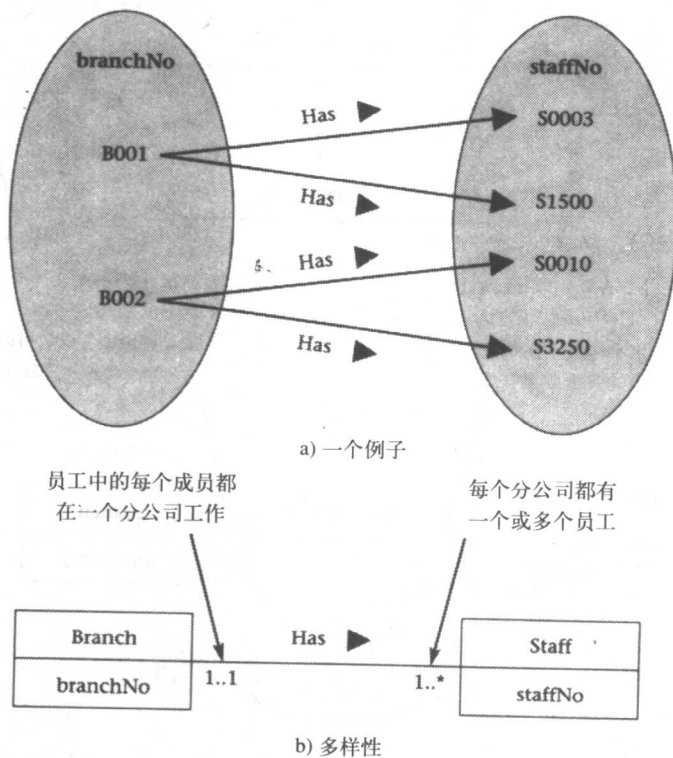 branchNo
staffNo
Has
S0003
B001
Has
S1500
Has
S0010
B002
Has
S3250
a) 一个例子
员工中的每个成员都
在一个分公司工作
每个分公司都有
一个或多个员工
Branch
Has
Staff
branchNo
1..1
1..*
staffNo
b) 多样性